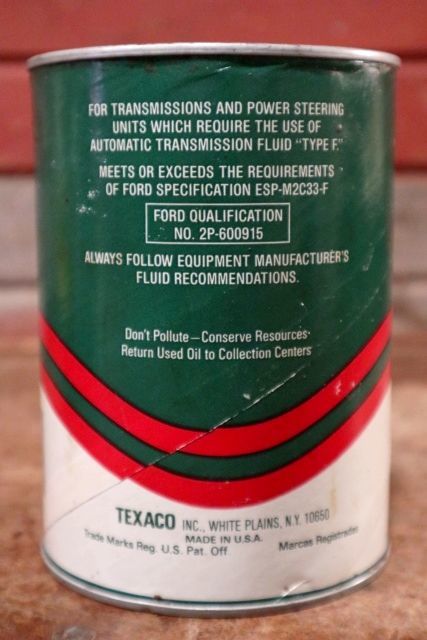 FOR TRANSMISSIONS AND POWER STEERING
UNITS WHICH REQUIRE THE USE OF
AUTOMATIC TRANSMISSION FLUID "TYPE F."
MEETS OR EXCEEDS THE REQUIREMENTS
OF FORD SPECIFICATION ESP-M2C33-F
FORD QUALIFICATION
NO. 2P-600915
ALWAYS FOLLOW EQUIPMENT MANUFACTURER'S
FLUID RECOMMENDATIONS.
Don't Pollute—Conserve Resources
Return Used Oil to Collection Centers
TEXACO INC., WHITE PLAINS, N.Y. 10650
MADE IN U.S.A.
Trade Marks Reg. U.S. Pat. Off. Marcas Registradas